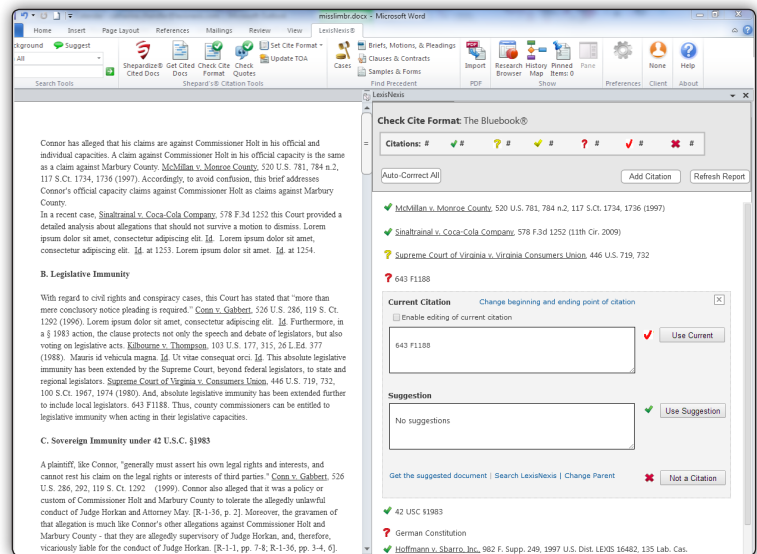 misslimbr.docx - Microsoft Word
Home Insert Page Layout References Mailings Review View LexisNexis®
ckground Suggest
All
Search Tools
Shepardize® Cited Docs
Get Cited Docs
Check Cite Format
Check Quotes
Set Cite Format
Update TOA
Shepard's® Citation Tools
Cases
Briefs, Motions, & Pleadings
Clauses & Contracts
Samples & Forms
Find Precedent
Import
PDF
Research Browser
History Map
Pinned Items: 0
Pane
Show
Preferences
None
Client
Help
About
Connor has alleged that his claims are against Commissioner Holt in his official and
individual capacities. A claim against Commissioner Holt in his official capacity is the same
as a claim against Marbury County. McMillan v. Monroe County, 520 U.S. 781, 784 n.2,
117 S.Ct. 1734, 1736 (1997). Accordingly, to avoid confusion, this brief addresses
Connor's official capacity claims against Commissioner Holt as claims against Marbury
County.
In a recent case, Sinaltrainal v. Coca-Cola Company, 578 F.3d 1252 this Court provided a
detailed analysis about allegations that should not survive a motion to dismiss. Lorem
ipsum dolor sit amet, consectetur adipiscing elit. Id. Lorem ipsum dolor sit amet,
consectetur adipiscing elit. Id. at 1253. Lorem ipsum dolor sit amet. Id. at 1254.
B. Legislative Immunity
With regard to civil rights and conspiracy cases, this Court has stated that “more than
mere conclusory notice pleading is required.” Conn v. Gabbert, 526 U.S. 286, 119 S. Ct.
1292 (1996). Lorem ipsum dolor sit amet, consectetur adipiscing elit. Id. Furthermore, in
a § 1983 action, the clause protects not only the speech and debate of legislators, but also
voting on legislative acts. Kilbourne v. Thompson, 103 U.S. 177, 315, 26 L.Ed. 377
(1988). Mauris id vehicula magna. Id. Ut vitae consequat orci. Id. This absolute legislative
immunity has been extended by the Supreme Court, beyond federal legislators, to state and
regional legislators. Supreme Court of Virginia v. Consumers Union, 446 U.S. 719, 732,
100 S.Ct. 1967, 1974 (1980). And, absolute legislative immunity has been extended further
to include local legislators. 643 F1188. Thus, county commissioners can be entitled to
legislative immunity when acting in their legislative capacities.
C. Sovereign Immunity under 42 U.S.C. §1983
A plaintiff, like Connor, "generally must assert his own legal rights and interests, and
cannot rest his claim on the legal rights or interests of third parties." Conn v. Gabbert, 526
U.S. 286, 292, 119 S. Ct. 1292 (1999). Connor also alleged that it was a policy or
custom of Commissioner Holt and Marbury County to tolerate the allegedly unlawful
conduct of Judge Horkan and Attorney May. [R-1-36, p. 2]. Moreover, the gravamen of
that allegation is much like Connor's other allegations against Commissioner Holt and
Marbury County - that they are allegedly supervisory of Judge Horkan, and, therefore,
vicariously liable for the conduct of Judge Horkan. [R-1-1, pp. 7-8; R-1-36, pp. 3-4, 6].
LexisNexis
Check Cite Format: The Bluebook®
Citations: # # # # # # #
Auto-Corrrect All
Add Citation
Refresh Report
McMillan v. Monroe County, 520 U.S. 781, 784 n.2, 117 S.Ct. 1734, 1736 (1997)
Sinaltrainal v. Coca-Cola Company, 578 F.3d 1252 (11th Cir. 2009)
Supreme Court of Virginia v. Virginia Consumers Union, 446 U.S. 719, 732
643 F1188
Current Citation Change beginning and ending point of citation
Enable editing of current citation
643 F1188
Use Current
Suggestion
No suggestions
Use Suggestion
Get the suggested document | Search LexisNexis | Change Parent
Not a Citation
42 USC §1983
German Constitution
Hoffmann v. Sbarro, Inc., 982 F. Supp. 249, 1997 U.S. Dist. LEXIS 16482, 135 Lab. Cas.